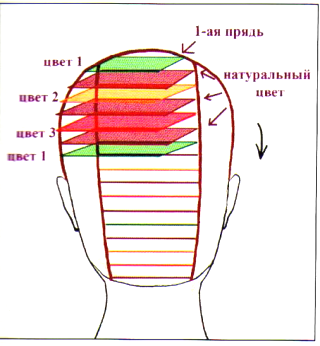 1-ая прядь
цвет 1
натуральный
цвет
цвет 2
цвет 3
цвет 1